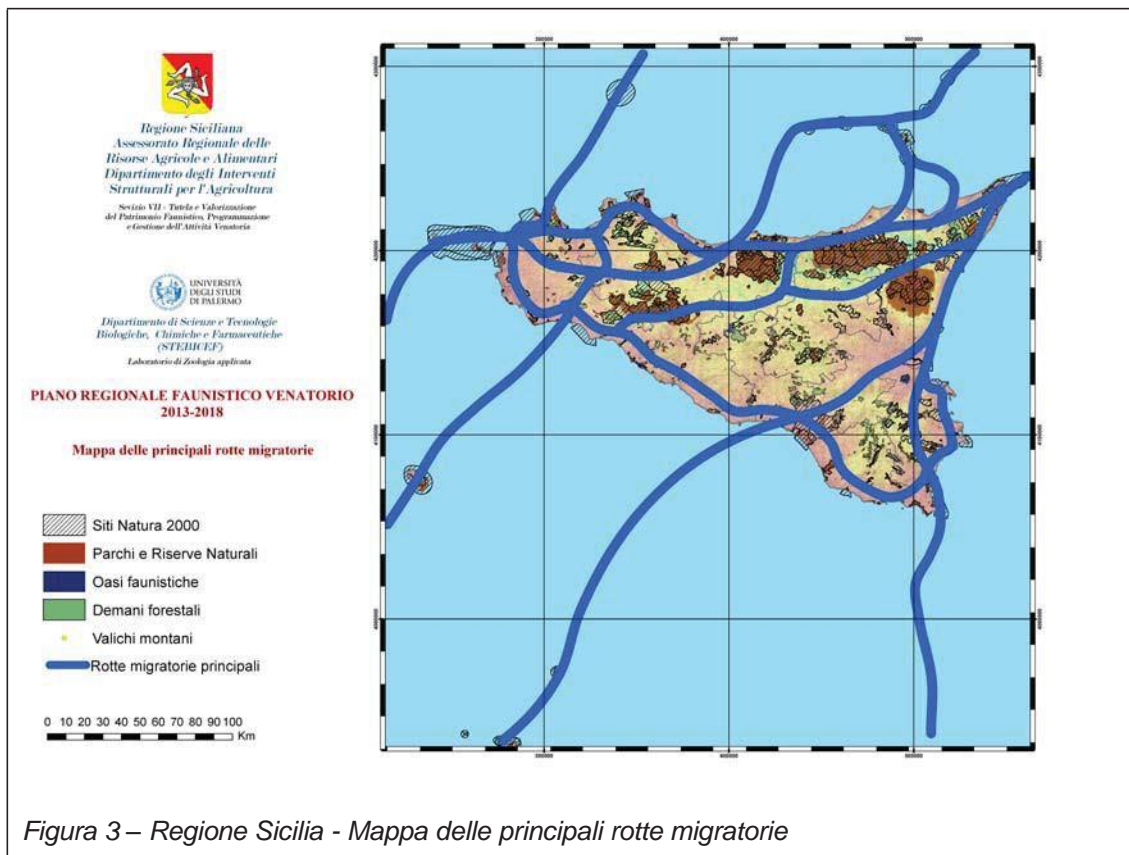 Regione Siciliana
Assessorato Regionale delle
Risorse Agricole e Alimentari
Dipartimento degli Interventi
Strutturali per l'Agricoltura
Sevizio VII - Tutela e Valorizzazione
del Patrimonio Faunistico, Programmazione
e Gestione dell'Attività Venatoria
UNIVERSITÀ
DEGLI STUDI
DI PALERMO
Dipartimento di Scienze e Tecnologie
Biologiche, Chimiche e Farmaceutiche
(STEBICEF)
Laboratorio di Zoologia applicata
PIANO REGIONALE FAUNISTICO VENATORIO
2013-2018
Mappa delle principali rotte migratorie
Siti Natura 2000
Parchi e Riserve Naturali
Oasi faunistiche
Demani forestali
Valichi montani
Rotte migratorie principali
0 10 20 30 40 50 60 70 80 90 100
Km
Figura 3 – Regione Sicilia - Mappa delle principali rotte migratorie